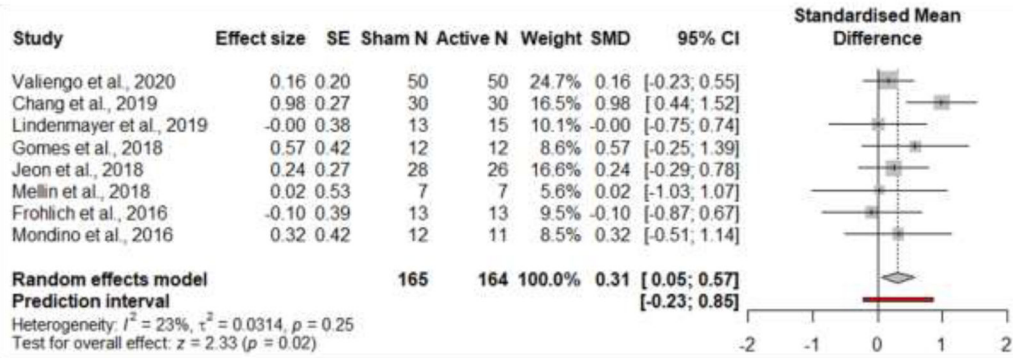 Standardised Mean
Study Effect size SE Sham N Active N Weight SMD 95% CI Difference
Valiengo et al., 2020 0.16 0.20 50 50 24.7% 0.16 [-0.23; 0.55]
Chang et al., 2019 0.98 0.27 30 30 16.5% 0.98 [ 0.44; 1.52]
Lindenmayer et al., 2019 -0.00 0.38 13 15 10.1% -0.00 [-0.75; 0.74]
Gomes et al., 2018 0.57 0.42 12 12 8.6% 0.57 [-0.25; 1.39]
Jeon et al., 2018 0.24 0.27 28 26 16.6% 0.24 [-0.29; 0.78]
Mellin et al., 2018 0.02 0.53 7 7 5.6% 0.02 [-1.03; 1.07]
Frohlich et al., 2016 -0.10 0.39 13 13 9.5% -0.10 [-0.87; 0.67]
Mondino et al., 2016 0.32 0.42 12 11 8.5% 0.32 [-0.51; 1.14]
Random effects model 165 164 100.0% 0.31 [ 0.05; 0.57]
Prediction interval [-0.23; 0.85]
Heterogeneity: I² = 23%, τ² = 0.0314, p = 0.25
Test for overall effect: z = 2.33 (p = 0.02)
-2 -1 0 1 2